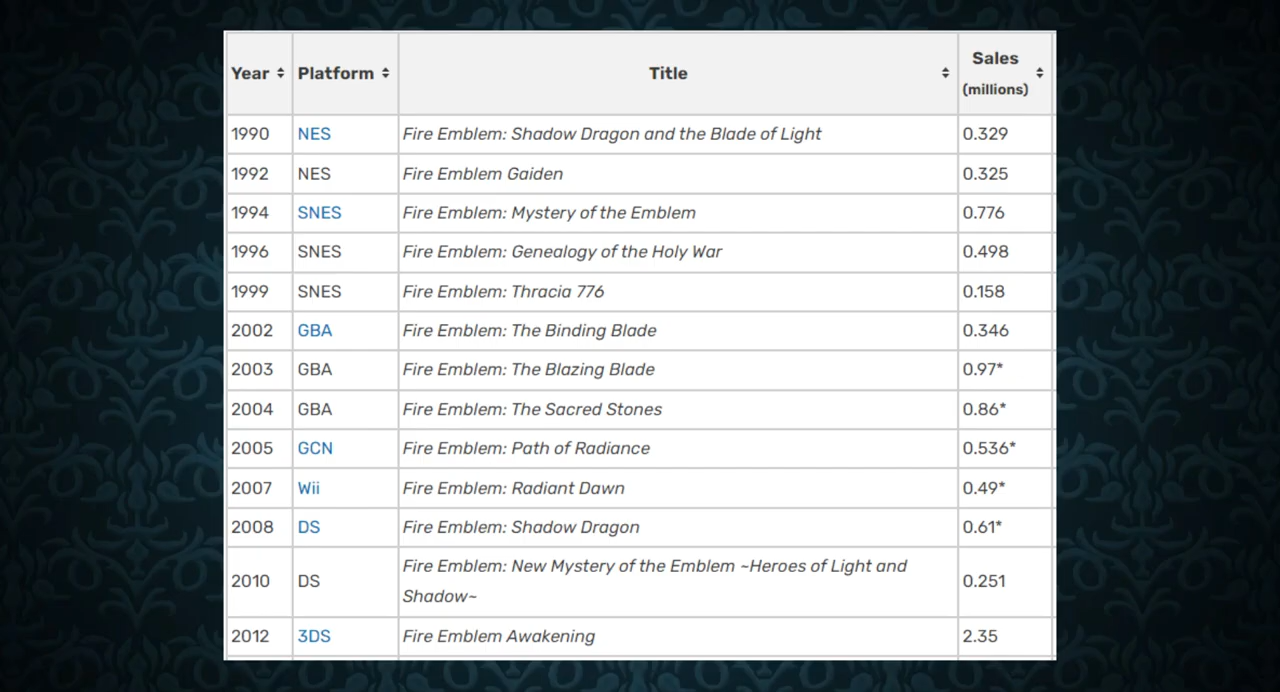 Year Platform Title Sales
(millions)
1990 NES Fire Emblem: Shadow Dragon and the Blade of Light 0.329
1992 NES Fire Emblem Gaiden 0.325
1994 SNES Fire Emblem: Mystery of the Emblem 0.776
1996 SNES Fire Emblem: Genealogy of the Holy War 0.498
1999 SNES Fire Emblem: Thracia 776 0.158
2002 GBA Fire Emblem: The Binding Blade 0.346
2003 GBA Fire Emblem: The Blazing Blade 0.97*
2004 GBA Fire Emblem: The Sacred Stones 0.86*
2005 GCN Fire Emblem: Path of Radiance 0.536*
2007 Wii Fire Emblem: Radiant Dawn 0.49*
2008 DS Fire Emblem: Shadow Dragon 0.61*
2010 DS Fire Emblem: New Mystery of the Emblem ~Heroes of Light and
Shadow~ 0.251
2012 3DS Fire Emblem Awakening 2.35